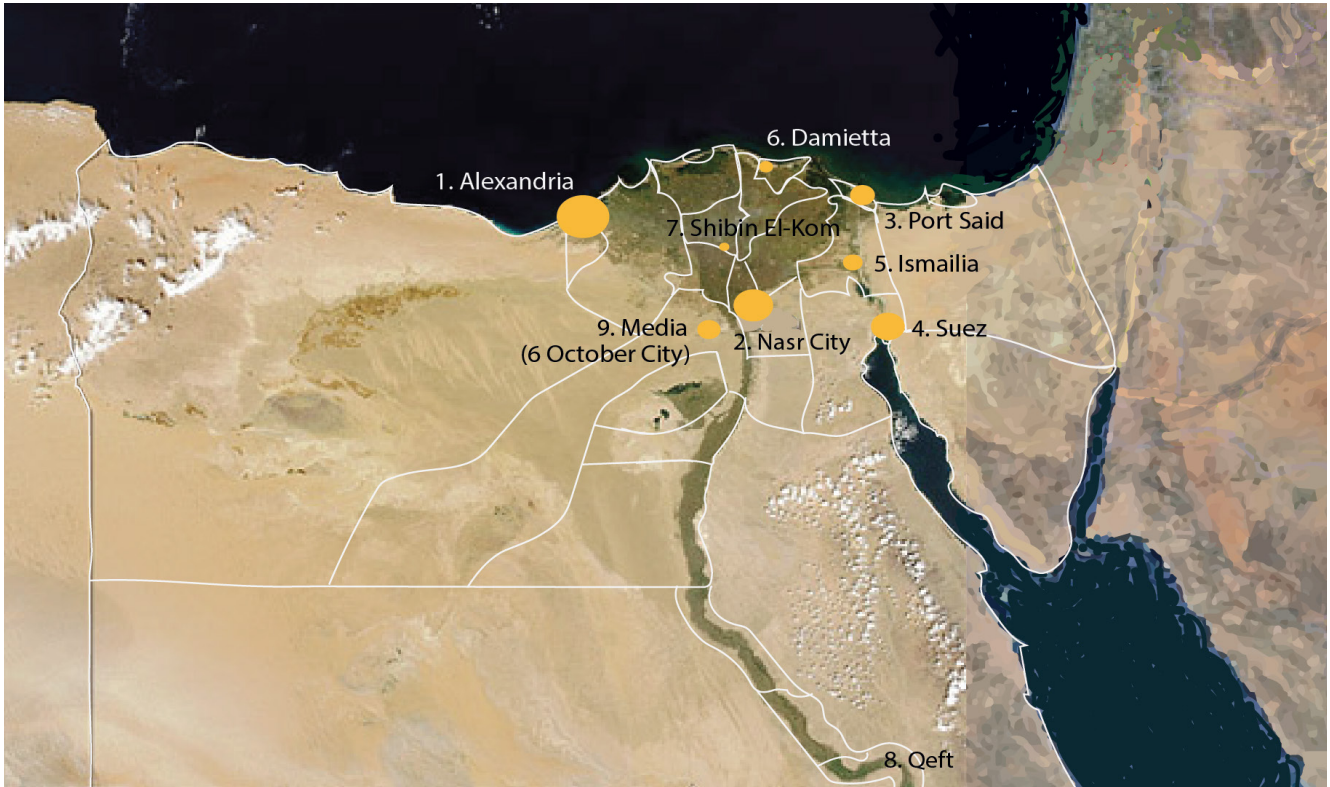 6. Damietta
1. Alexandria
3. Port Said
7. Shibin El-Kom
5. Ismailia
9. Media
(6 October City)
2. Nasr City
4. Suez
8. Qeft